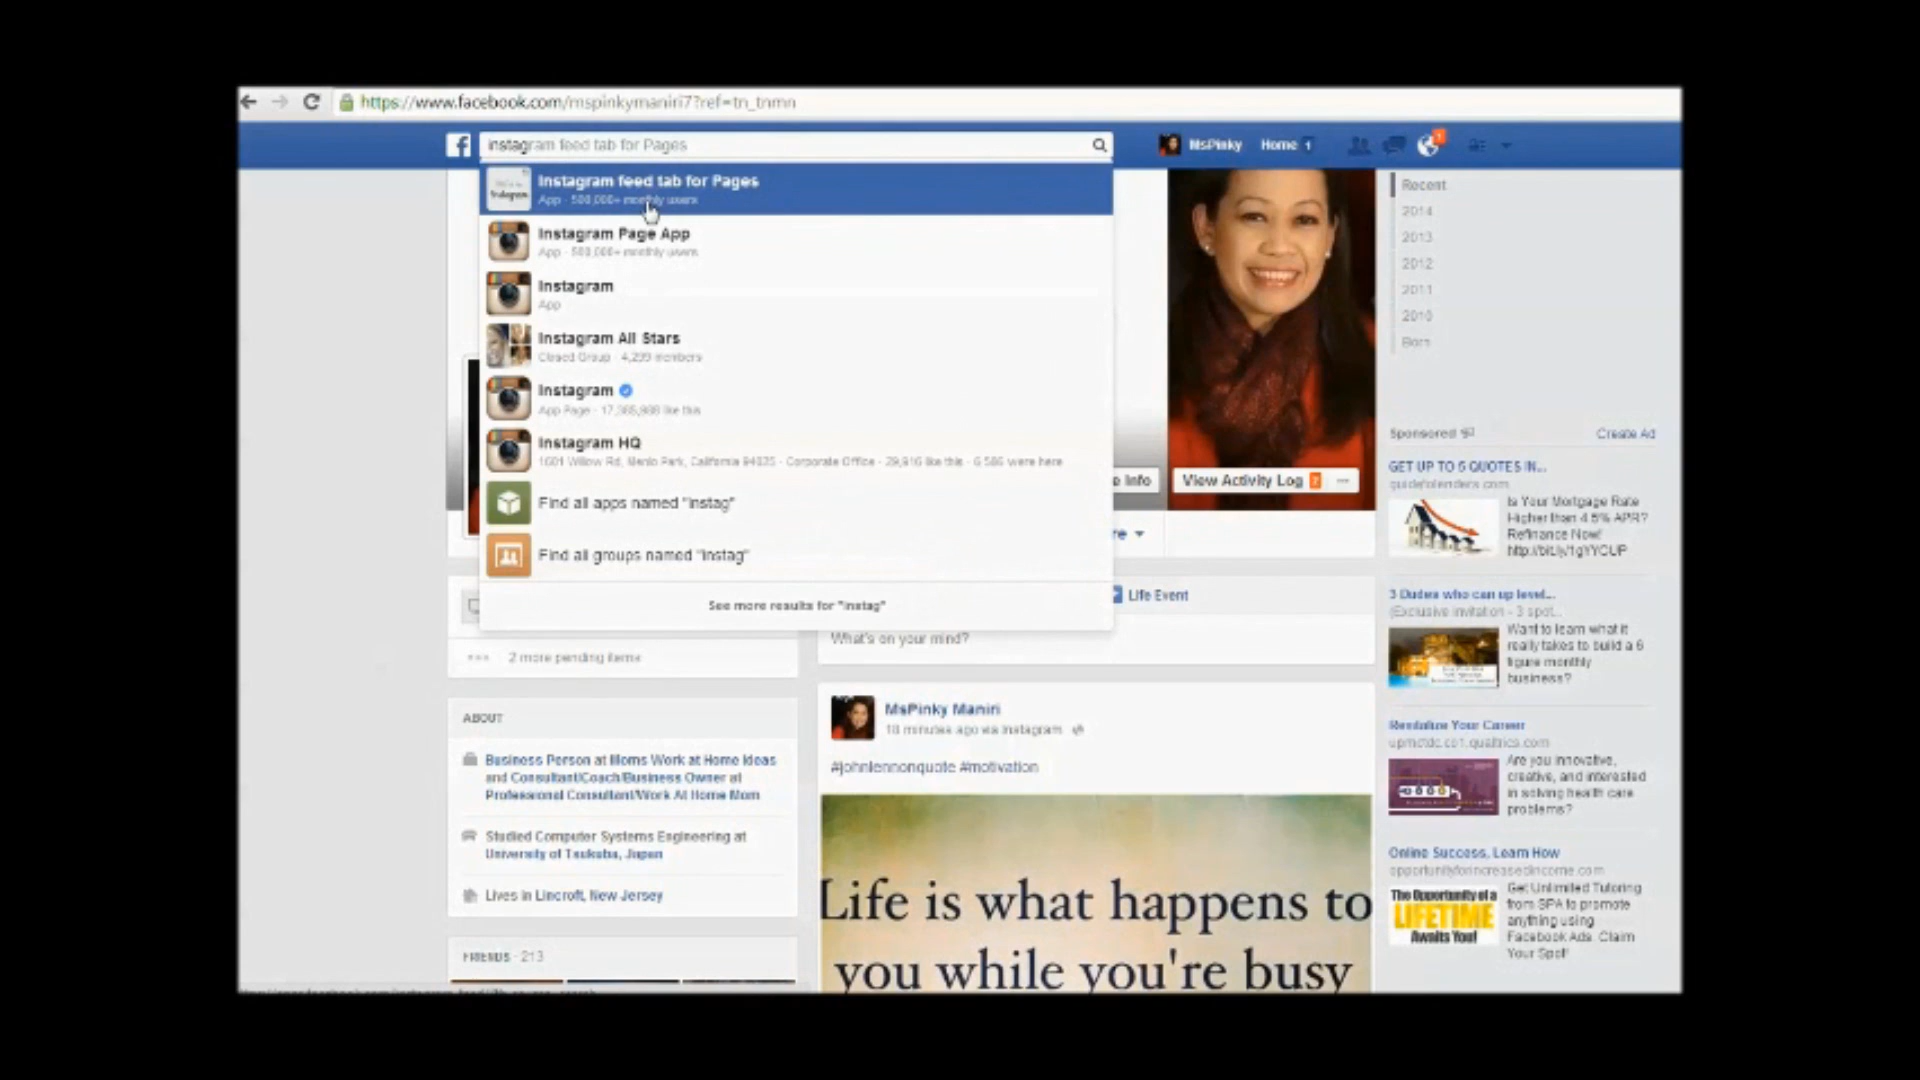 https://www.facebook.com/mspinkymaniri7?ref=tn_tnmn
instagram feed tab for Pages
MsPinky
Home 1
Instagram feed tab for Pages
App · 500,000+ monthly users
Instagram Page App
App · 500,000+ monthly users
Instagram
App
Instagram All Stars
Closed Group · 4,299 members
Instagram
App Page · like this
Instagram HQ
1601 Willow Rd, Menlo Park, California 94025 · Corporate Office · 29,916 like this · 6 586 were here
Find all apps named "instag"
Find all groups named "instag"
See more results for "instag"
e Info
View Activity Log
re
Recent
2014
2013
2012
2011
2010
Born
Life Event
What's on your mind?
2 more pending items
ABOUT
Business Person at Moms Work at Home Ideas
and Consultant/Coach/Business Owner at
Professional Consultant/Work At Home Mom
Studied Computer Systems Engineering at
University of Tsukuba, Japan
Lives in Lincroft, New Jersey
FRIENDS · 213
MsPinky Maniri
18 minutes ago via Instagram
#johnlennonquote #motivation
Life is what happens to
you while you're busy
Sponsored
Create Ad
GET UP TO 5 QUOTES IN...
guidetolenders.com
Is Your Mortgage Rate
Higher than 4.5% APR?
Refinance Now!
http://bit.ly/1gYYCUP
3 Dudes who can up level...
(Exclusive invitation - 3 spot...
Want to learn what it
really takes to build a 6
figure monthly
business?
Revitalize Your Career
upmctdc.co1.qualtrics.com
Are you innovative,
creative, and interested
in solving health care
problems?
Online Success, Learn How
opportunityforincreasedincome.com
The Opportunity of a
LIFETIME
Awaits You!
Get Unlimited Tutoring
from SPA to promote
anything using
Facebook Ads. Claim
Your Spot!